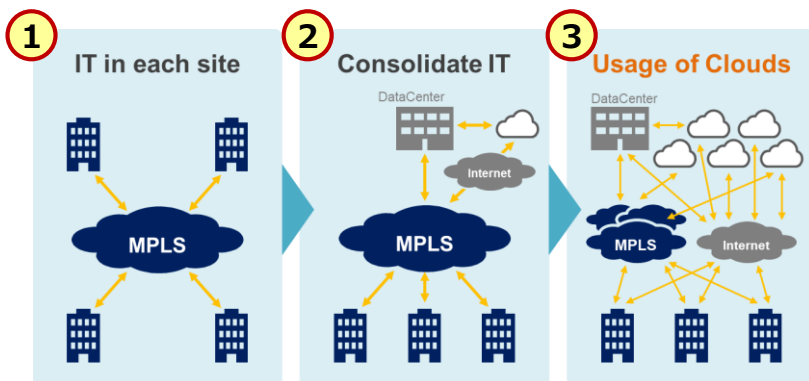 1
IT in each site
MPLS
2
Consolidate IT
DataCenter
Internet
MPLS
3
Usage of Clouds
DataCenter
MPLS
Internet